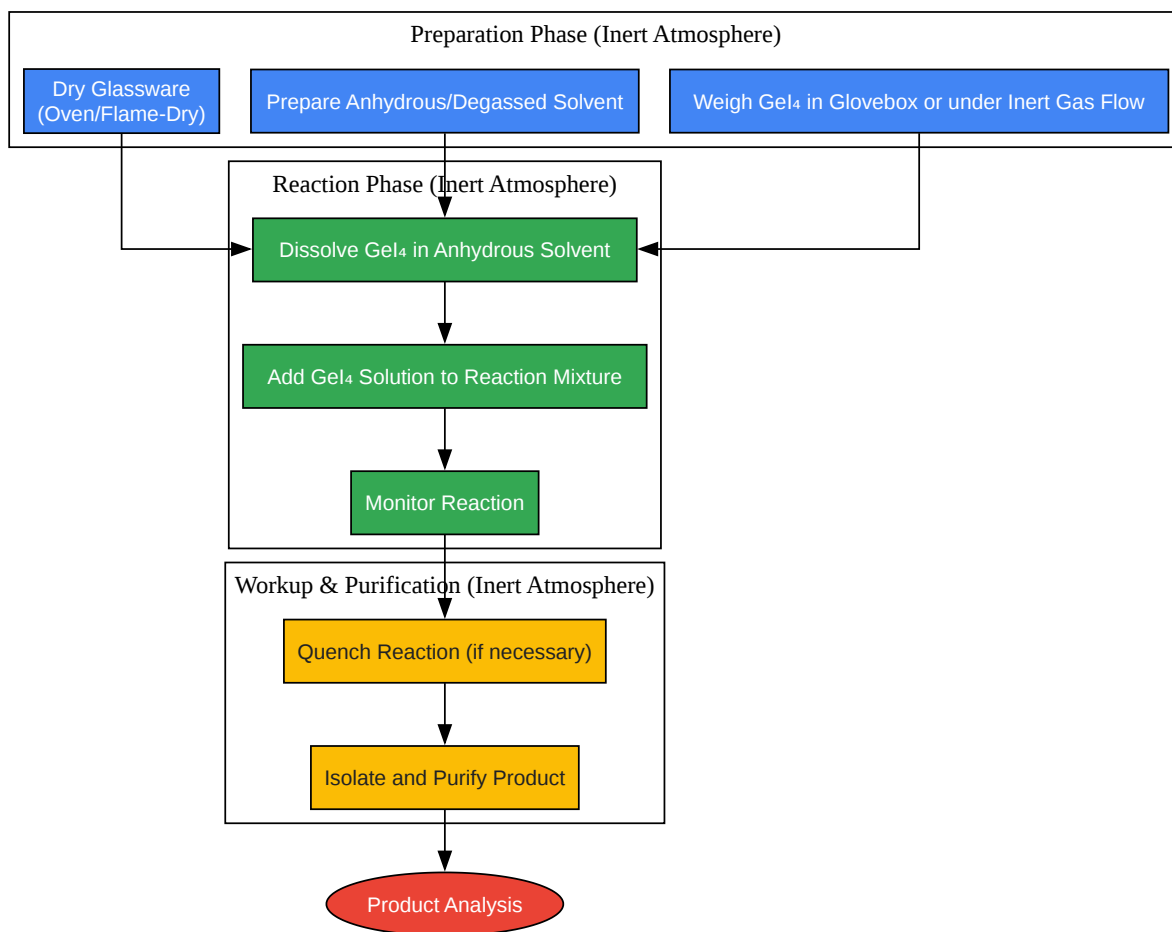 Preparation Phase (Inert Atmosphere)
Dry Glassware
(Oven/Flame-Dry)
Prepare Anhydrous/Degassed Solvent
Weigh GeI₄ in Glovebox or under Inert Gas Flow
Reaction Phase (Inert Atmosphere)
Dissolve GeI₄ in Anhydrous Solvent
Add GeI₄ Solution to Reaction Mixture
Monitor Reaction
Workup & Purification (Inert Atmosphere)
Quench Reaction (if necessary)
Isolate and Purify Product
Product Analysis